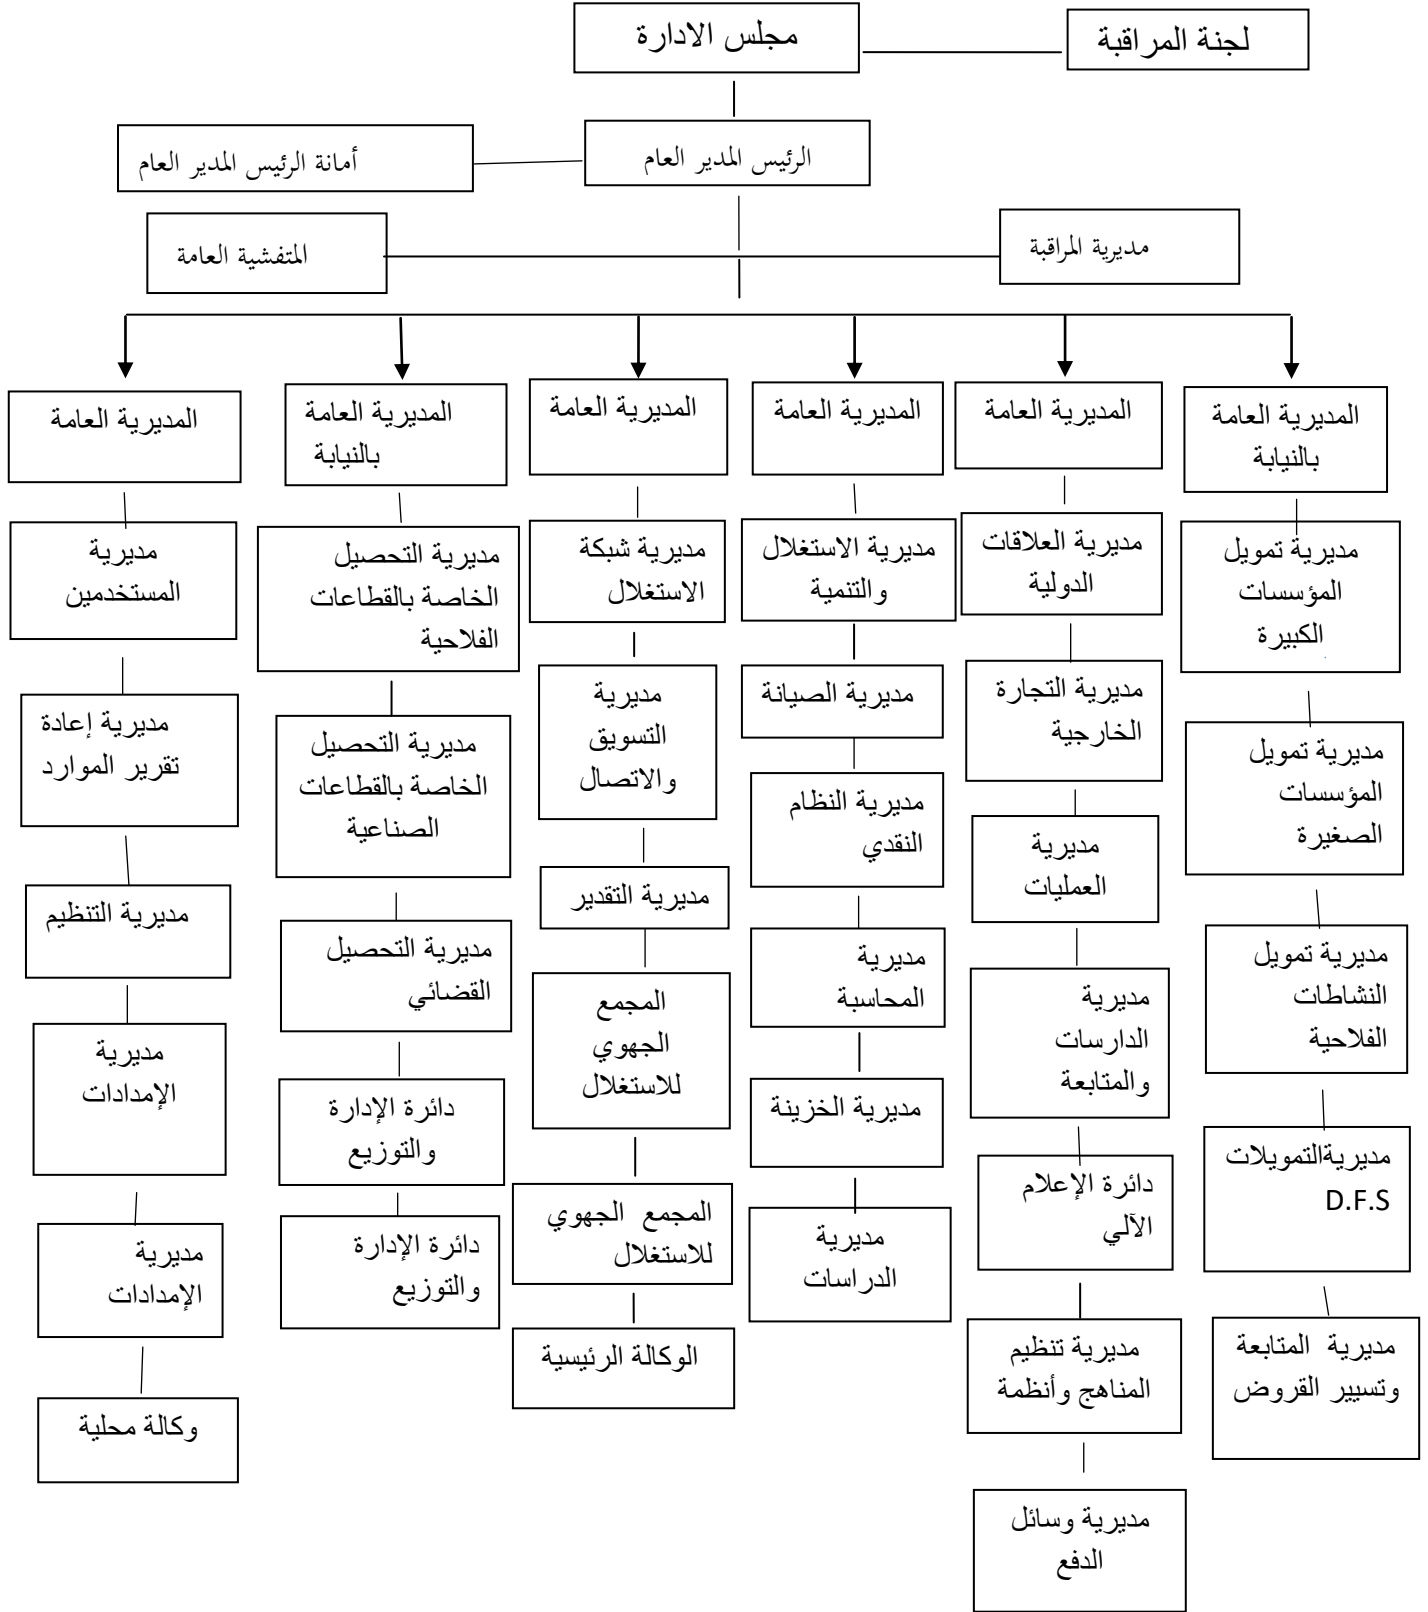 لجنة المراقبة
مجلس الادارة
الرئيس المدير العام
أمانة الرئيس المدير العام
مديرية المراقبة
المتفشية العامة
المديرية العامة
بالنيابة
مديرية تمويل
المؤسسات
الكبيرة
مديرية تمويل
المؤسسات
الصغيرة
مديرية تمويل
النشاطات
الفلاحية
مديريةالتمويلات
D.F.S
مديرية المتابعة
وتسيير القروض
المديرية العامة
مديرية العلاقات
الدولية
مديرية التجارة
الخارجية
مديرية
العمليات
مديرية
الدارسات
والمتابعة
دائرة الإعلام
الآلي
مديرية تنظيم
المناهج وأنظمة
مديرية وسائل
الدفع
المديرية العامة
مديرية الاستغلال
والتنمية
مديرية الصيانة
مديرية النظام
النقدي
مديرية
المحاسبة
مديرية الخزينة
مديرية
الدراسات
المديرية العامة
مديرية شبكة
الاستغلال
مديرية
التسويق
والاتصال
مديرية التقدير
المجمع
الجهوي
للاستغلال
المجمع الجهوي
للاستغلال
الوكالة الرئيسية
المديرية العامة
بالنيابة
مديرية التحصيل
الخاصة بالقطاعات
الفلاحية
مديرية التحصيل
الخاصة بالقطاعات
الصناعية
مديرية التحصيل
القضائي
دائرة الإدارة
والتوزيع
دائرة الإدارة
والتوزيع
المديرية العامة
مديرية
المستخدمين
مديرية إعادة
تقرير الموارد
مديرية التنظيم
مديرية
الإمدادات
مديرية
الإمدادات
وكالة محلية